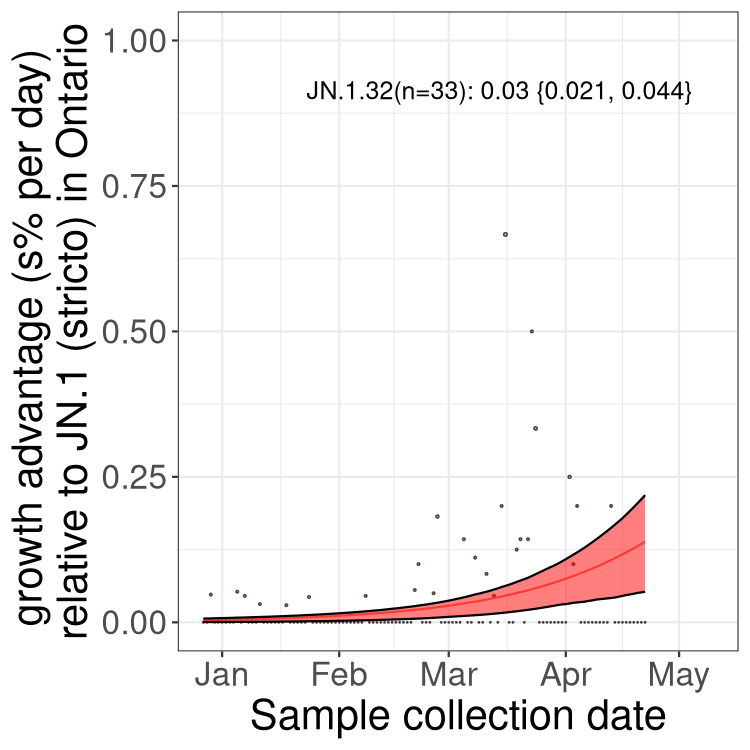 growth advantage (s% per day)
relative to JN.1 (stricto) in Ontario
1.00
0.75
0.50
0.25
0.00
JN.1.32(n=33): 0.03 {0.021, 0.044}
Jan Feb Mar Apr May
Sample collection date